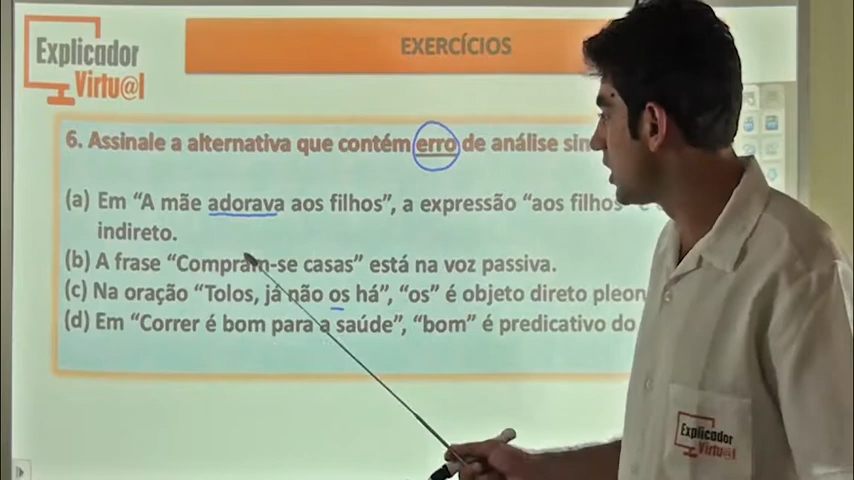 Explicador
Virtu@l
EXERCÍCIOS
6. Assinale a alternativa que contém erro de análise sin
(a) Em “A mãe adorava aos filhos”, a expressão “aos filhos
indireto.
(b) A frase “Compram-se casas” está na voz passiva.
(c) Na oração “Tolos, já não os há”, “os” é objeto direto pleon
(d) Em “Correr é bom para a saúde”, “bom” é predicativo do
Explicador
Virtu@l